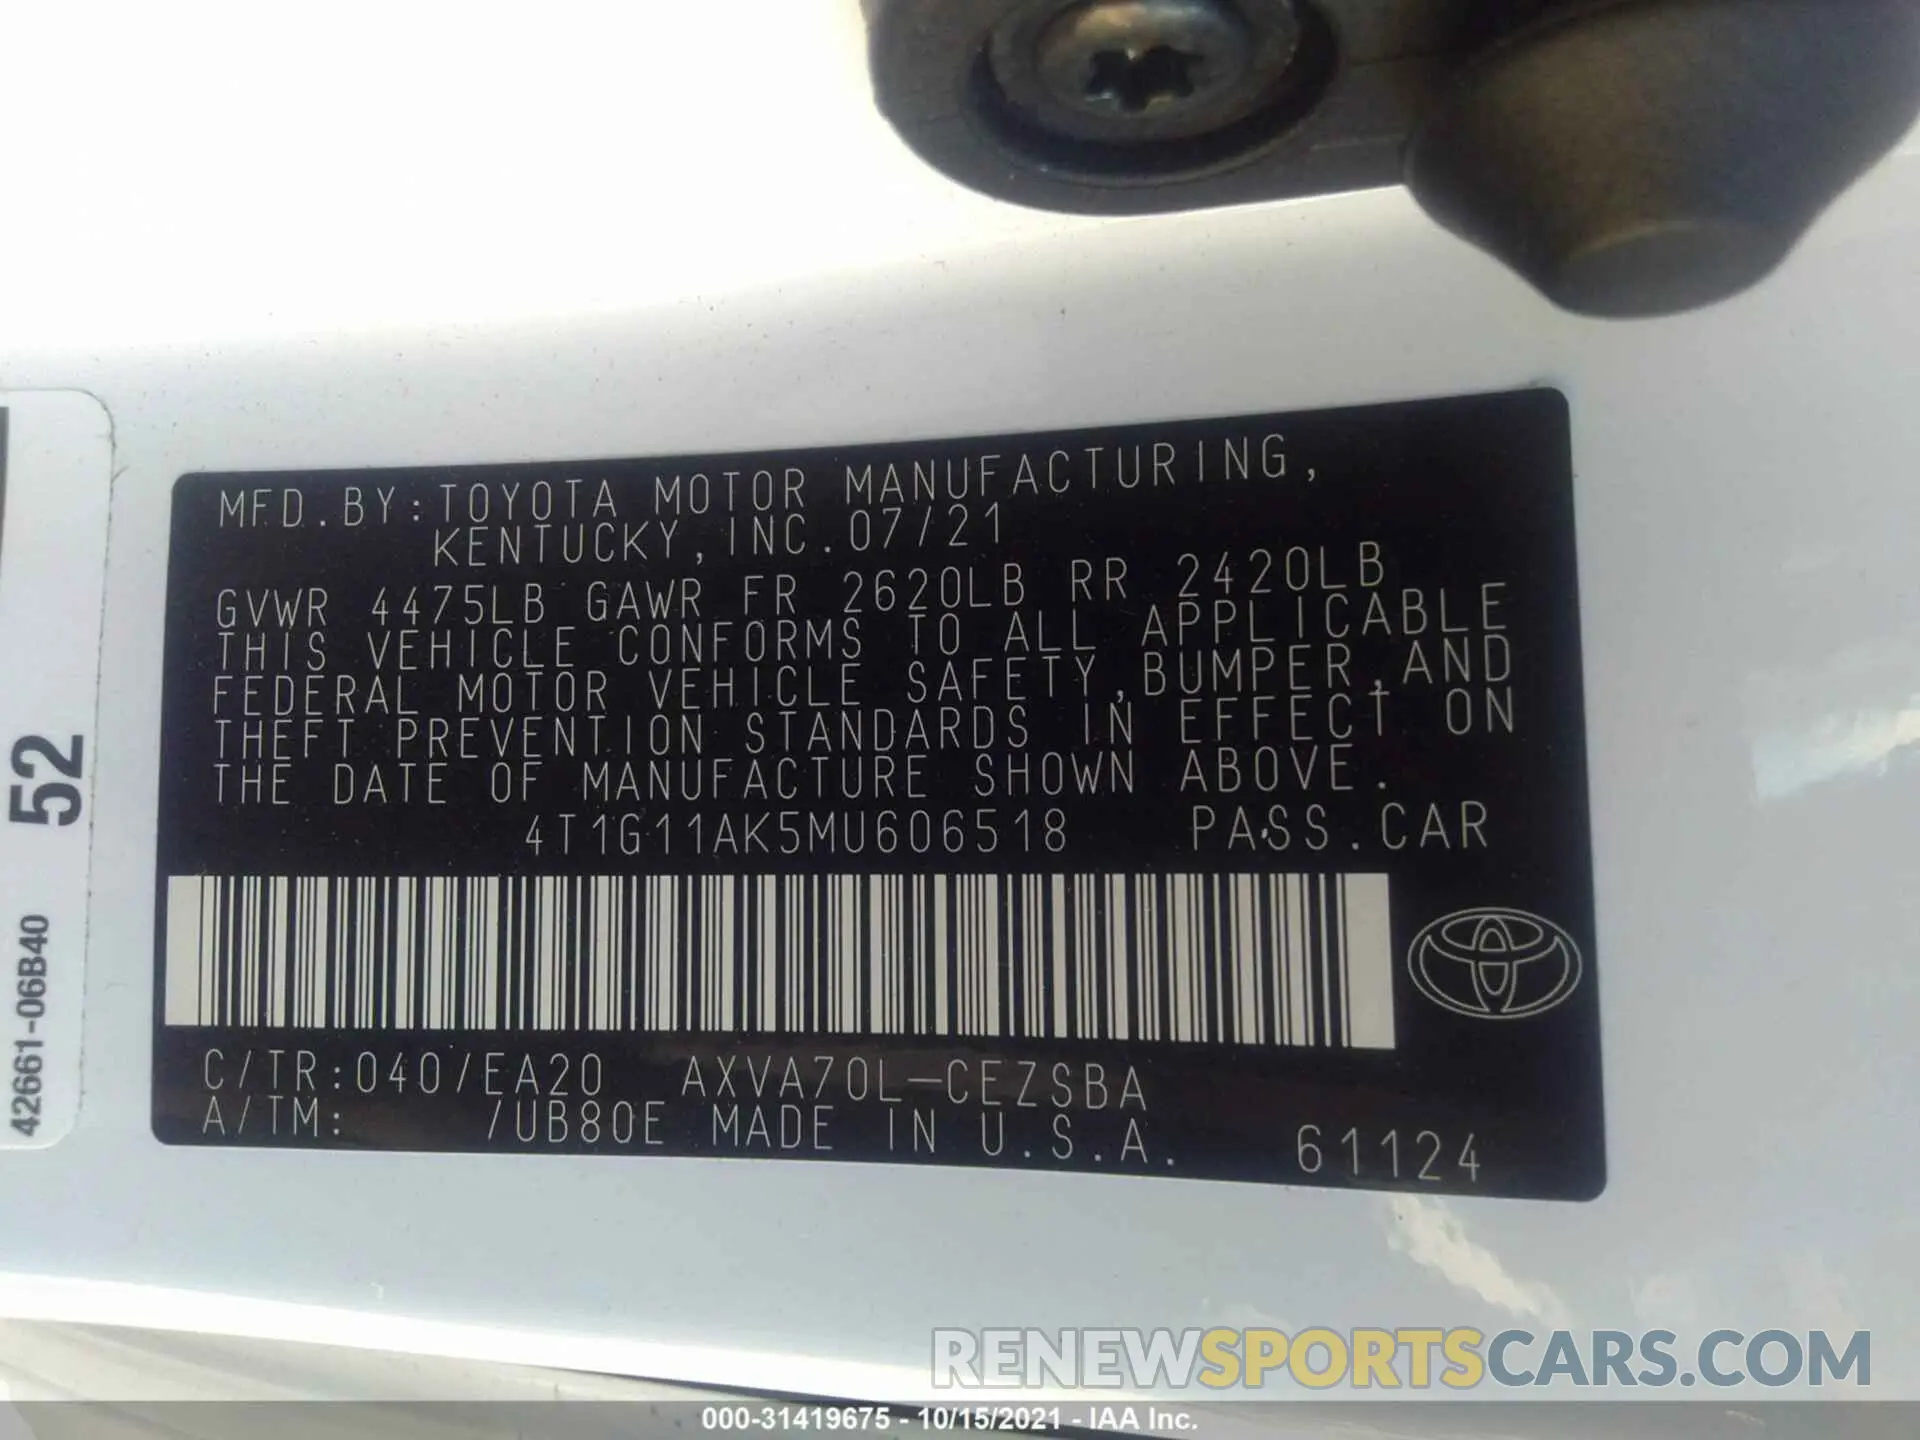 MFD.BY:TOYOTA MOTOR MANUFACTURING,
KENTUCKY,INC.07/21
GVWR 4475LB GAWR FR 2620LB RR 2420LB
THIS VEHICLE CONFORMS TO ALL APPLICABLE
FEDERAL MOTOR VEHICLE SAFETY,BUMPER,AND
THEFT PREVENTION STANDARDS IN EFFECT ON
THE DATE OF MANUFACTURE SHOWN ABOVE.
4T1G11AK5MU606518 PASS.CAR
C/TR:040/EA20 AXVA70L-CEZSBA
A/TM: /UB80E MADE IN U.S.A.
61124
52
42661-06B40
RENEWSPORTSCARS.COM
000-31419675 - 10/15/2021 - IAA Inc.